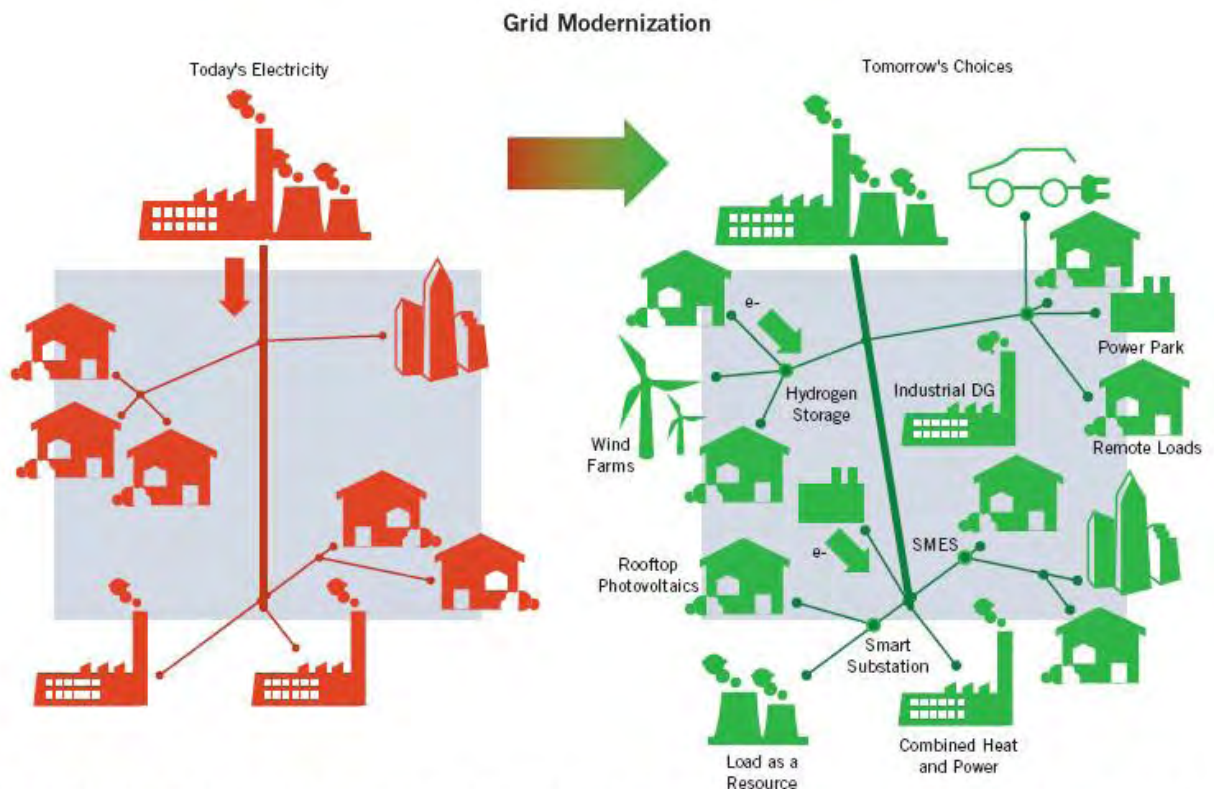 Grid Modernization
Today's Electricity
Tomorrow's Choices
e-
Power Park
Hydrogen
Storage
Industrial DG
Wind
Farms
Remote Loads
SMES
e-
Rooftop
Photovoltaics
Smart
Substation
Combined Heat
and Power
Load as a
Resource